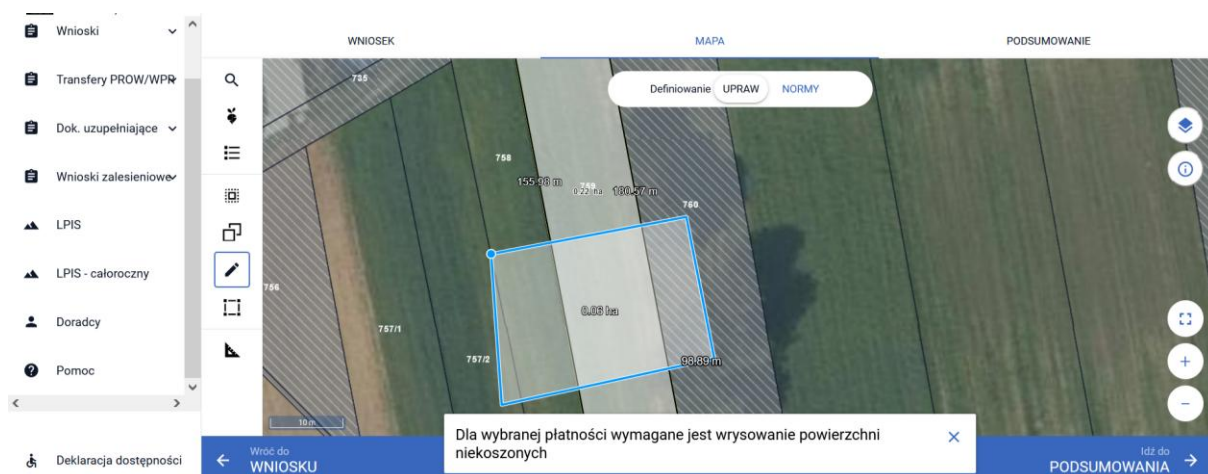 Wnioski
Transfery PROW/WPR
Dok. uzupełniające
Wnioski zalesieniowe
LPIS
LPIS - całoroczny
Doradcy
Pomoc
Deklaracja dostępności
WNIOSEK
MAPA
PODSUMOWANIE
Definiowanie UPRAW NORMY
735
758
155.98 m
759
0.22 ha
180.57 m
760
756
0.06 ha
757/1
757/2
98.89 m
10 m
Dla wybranej płatności wymagane jest wrysowanie powierzchni
niekoszonych
Wróć do
WNIOSKU
Idź do
PODSUMOWANIA